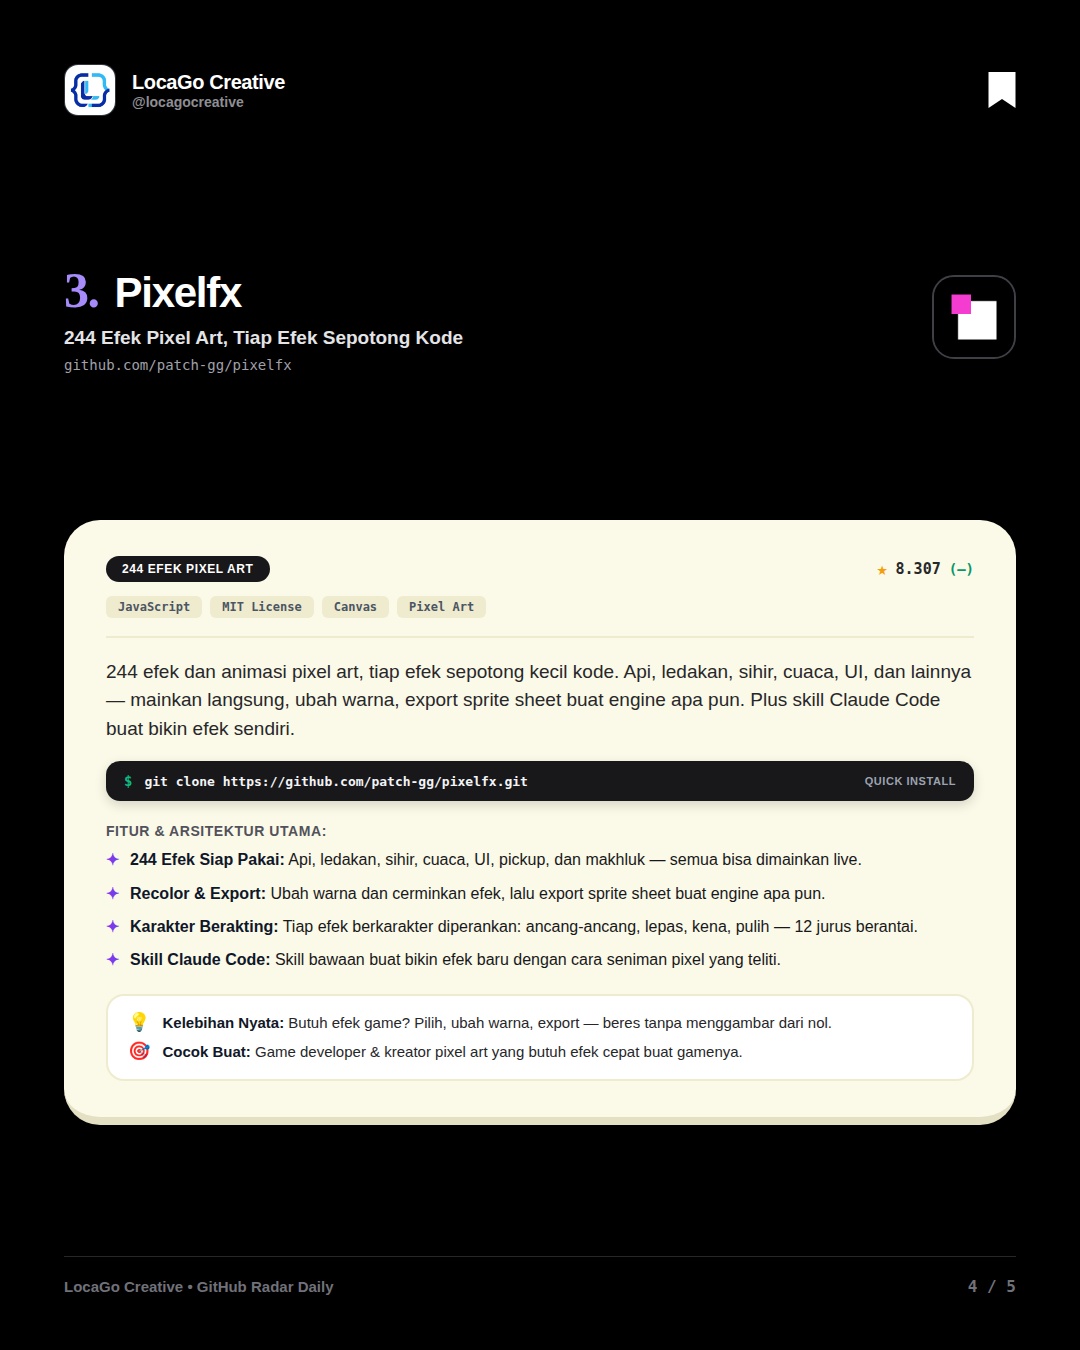 LocaGo Creative
@locagocreative
3. Pixelfx
244 Efek Pixel Art, Tiap Efek Sepotong Kode
github.com/patch-gg/pixelfx
244 EFEK PIXEL ART
★ 8.307 (—)
JavaScript MIT License Canvas Pixel Art
244 efek dan animasi pixel art, tiap efek sepotong kecil kode. Api, ledakan, sihir, cuaca, UI, dan lainnya
— mainkan langsung, ubah warna, export sprite sheet buat engine apa pun. Plus skill Claude Code
buat bikin efek sendiri.
$ git clone https://github.com/patch-gg/pixelfx.git QUICK INSTALL
FITUR & ARSITEKTUR UTAMA:
✦ 244 Efek Siap Pakai: Api, ledakan, sihir, cuaca, UI, pickup, dan makhluk — semua bisa dimainkan live.
✦ Recolor & Export: Ubah warna dan cerminkan efek, lalu export sprite sheet buat engine apa pun.
✦ Karakter Berakting: Tiap efek berkarakter diperankan: ancang-ancang, lepas, kena, pulih — 12 jurus berantai.
✦ Skill Claude Code: Skill bawaan buat bikin efek baru dengan cara seniman pixel yang teliti.
💡 Kelebihan Nyata: Butuh efek game? Pilih, ubah warna, export — beres tanpa menggambar dari nol.
🎯 Cocok Buat: Game developer & kreator pixel art yang butuh efek cepat buat gamenya.
LocaGo Creative • GitHub Radar Daily
4 / 5